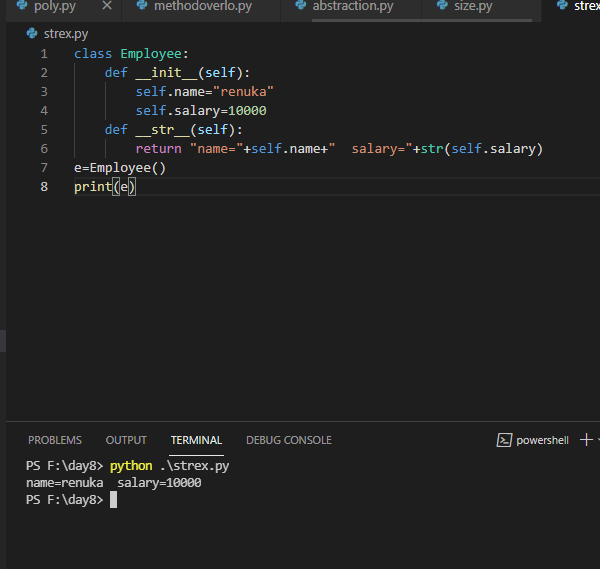 poly.py methodoverlo.py abstraction.py size.py strex
strex.py
1 class Employee:
2     def __init__(self):
3         self.name="renuka"
4         self.salary=10000
5     def __str__(self):
6         return "name="+self.name+"  salary="+str(self.salary)
7 e=Employee()
8 print(e)
PROBLEMS OUTPUT TERMINAL DEBUG CONSOLE powershell
PS F:\day8> python .\strex.py
name=renuka  salary=10000
PS F:\day8>